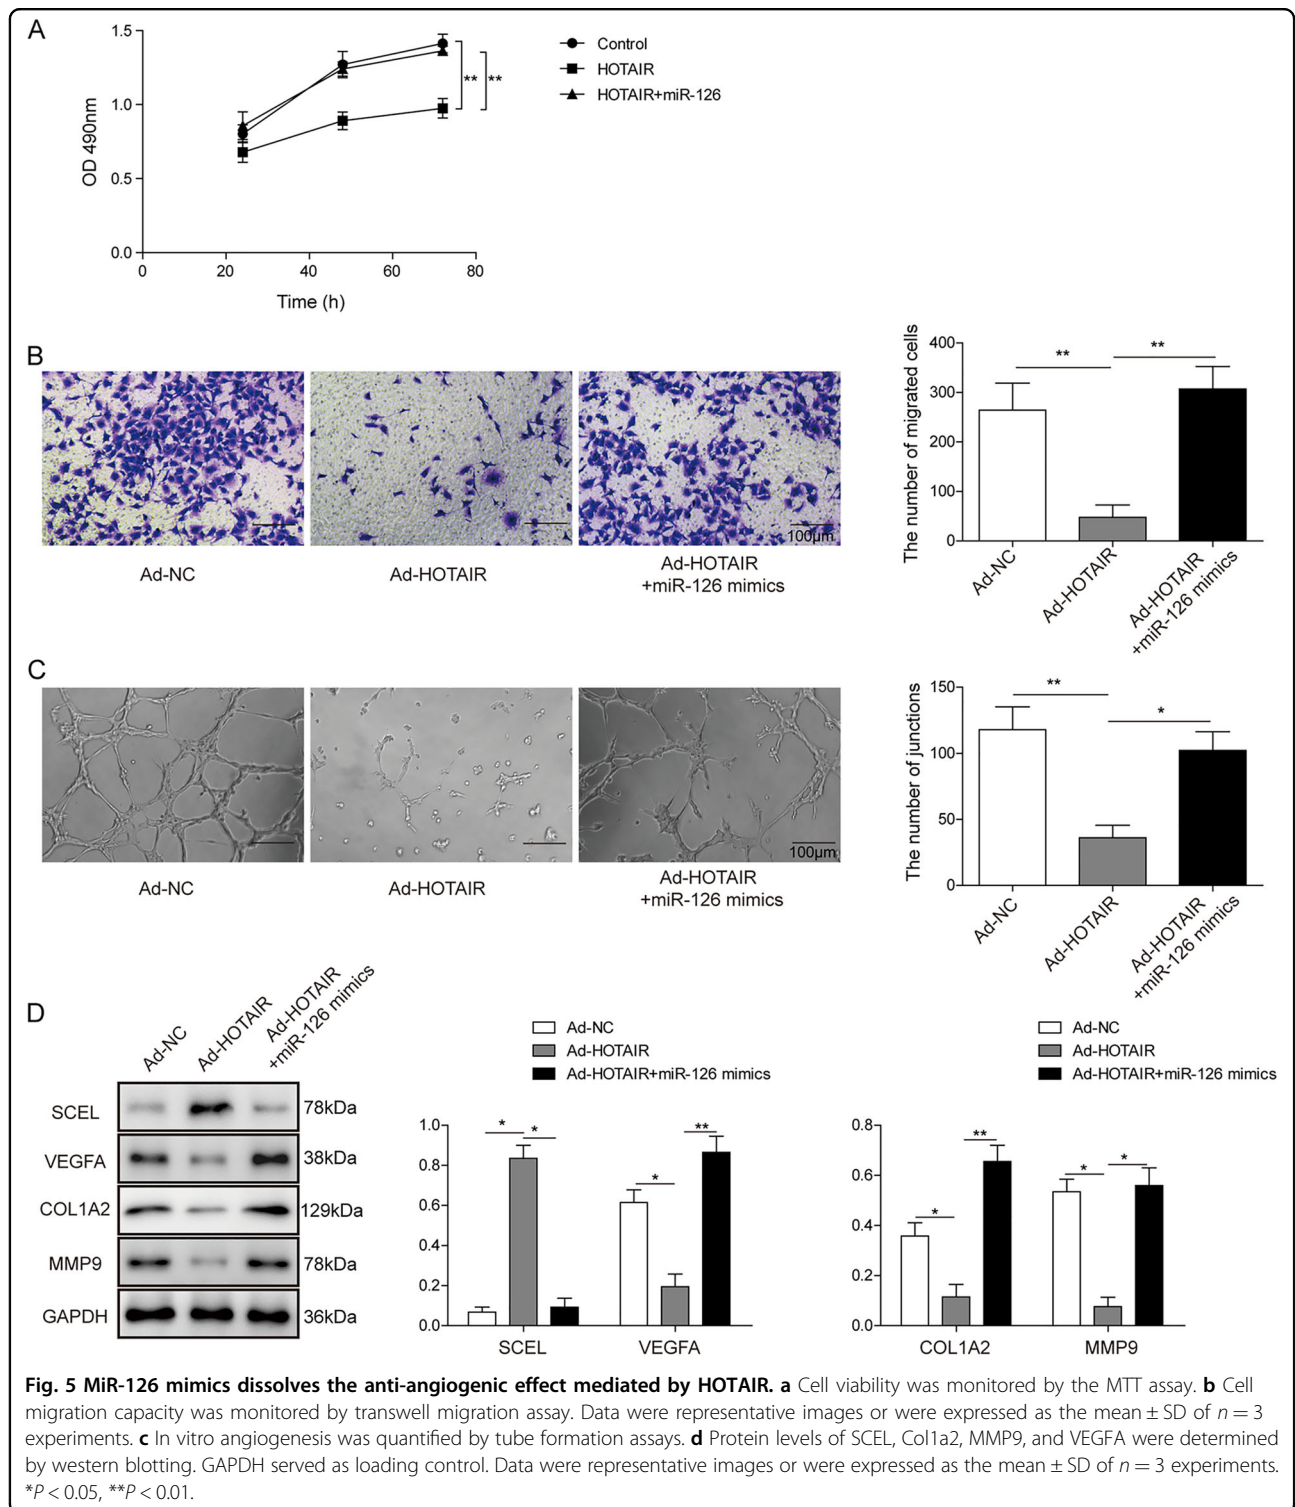 A
1.5
1.0
0.5
0.0
OD 490nm
0 20 40 60 80
Time (h)
** **
Control
HOTAIR
HOTAIR+miR-126
B
100μm
Ad-NC
Ad-HOTAIR
Ad-HOTAIR
+miR-126 mimics
The number of migrated cells
400
300
200
100
0
** **
Ad-NC
Ad-HOTAIR
Ad-HOTAIR
+miR-126 mimics
C
100μm
Ad-NC
Ad-HOTAIR
Ad-HOTAIR
+miR-126 mimics
The number of junctions
150
100
50
0
** *
Ad-NC
Ad-HOTAIR
Ad-HOTAIR
+miR-126 mimics
D
Ad-NC
Ad-HOTAIR
Ad-HOTAIR
+miR-126 mimics
SCEL 78kDa
VEGFA 38kDa
COL1A2 129kDa
MMP9 78kDa
GAPDH 36kDa
Ad-NC
Ad-HOTAIR
Ad-HOTAIR+miR-126 mimics
1.0
0.8
0.6
0.4
0.2
0.0
* * * **
SCEL VEGFA
Ad-NC
Ad-HOTAIR
Ad-HOTAIR+miR-126 mimics
0.8
0.6
0.4
0.2
0.0
* ** * *
COL1A2 MMP9
Fig. 5 MiR-126 mimics dissolves the anti-angiogenic effect mediated by HOTAIR. a Cell viability was monitored by the MTT assay. b Cell
migration capacity was monitored by transwell migration assay. Data were representative images or were expressed as the mean ± SD of n = 3
experiments. c In vitro angiogenesis was quantified by tube formation assays. d Protein levels of SCEL, Col1a2, MMP9, and VEGFA were determined
by western blotting. GAPDH served as loading control. Data were representative images or were expressed as the mean ± SD of n = 3 experiments.
*P < 0.05, **P < 0.01.